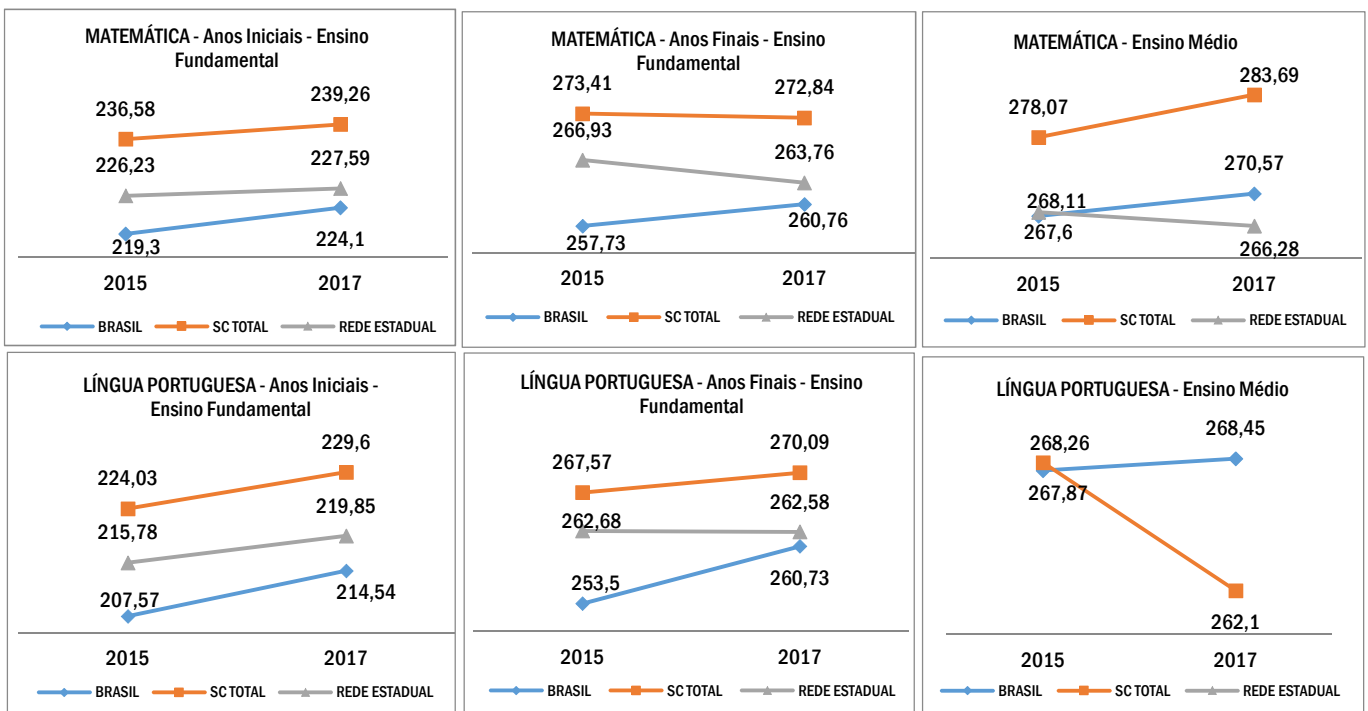 MATEMÁTICA - Anos Iniciais - Ensino
Fundamental
236,58
239,26
226,23
227,59
219,3
224,1
2015
2017
BRASIL
SC TOTAL
REDE ESTADUAL
MATEMÁTICA - Anos Finais - Ensino
Fundamental
273,41
272,84
266,93
263,76
257,73
260,76
2015
2017
BRASIL
SC TOTAL
REDE ESTADUAL
MATEMÁTICA - Ensino Médio
278,07
283,69
270,57
268,11
267,6
266,28
2015
2017
BRASIL
SC TOTAL
REDE ESTADUAL
LÍNGUA PORTUGUESA - Anos Iniciais -
Ensino Fundamental
224,03
229,6
215,78
219,85
207,57
214,54
2015
2017
BRASIL
SC TOTAL
REDE ESTADUAL
LÍNGUA PORTUGUESA - Anos Finais - Ensino
Fundamental
267,57
270,09
262,68
262,58
253,5
260,73
2015
2017
BRASIL
SC TOTAL
REDE ESTADUAL
LÍNGUA PORTUGUESA - Ensino Médio
268,26
268,45
267,87
262,1
2015
2017
BRASIL
SC TOTAL
REDE ESTADUAL